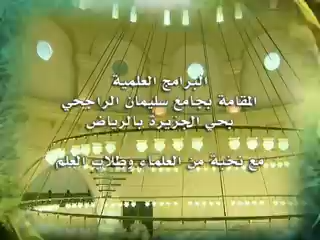 البرامج العلمية
المقامة بجامع سليمان الراجحي
بحي الجزيرة بالرياض
مع نخبة من العلماء وطلاب العلم